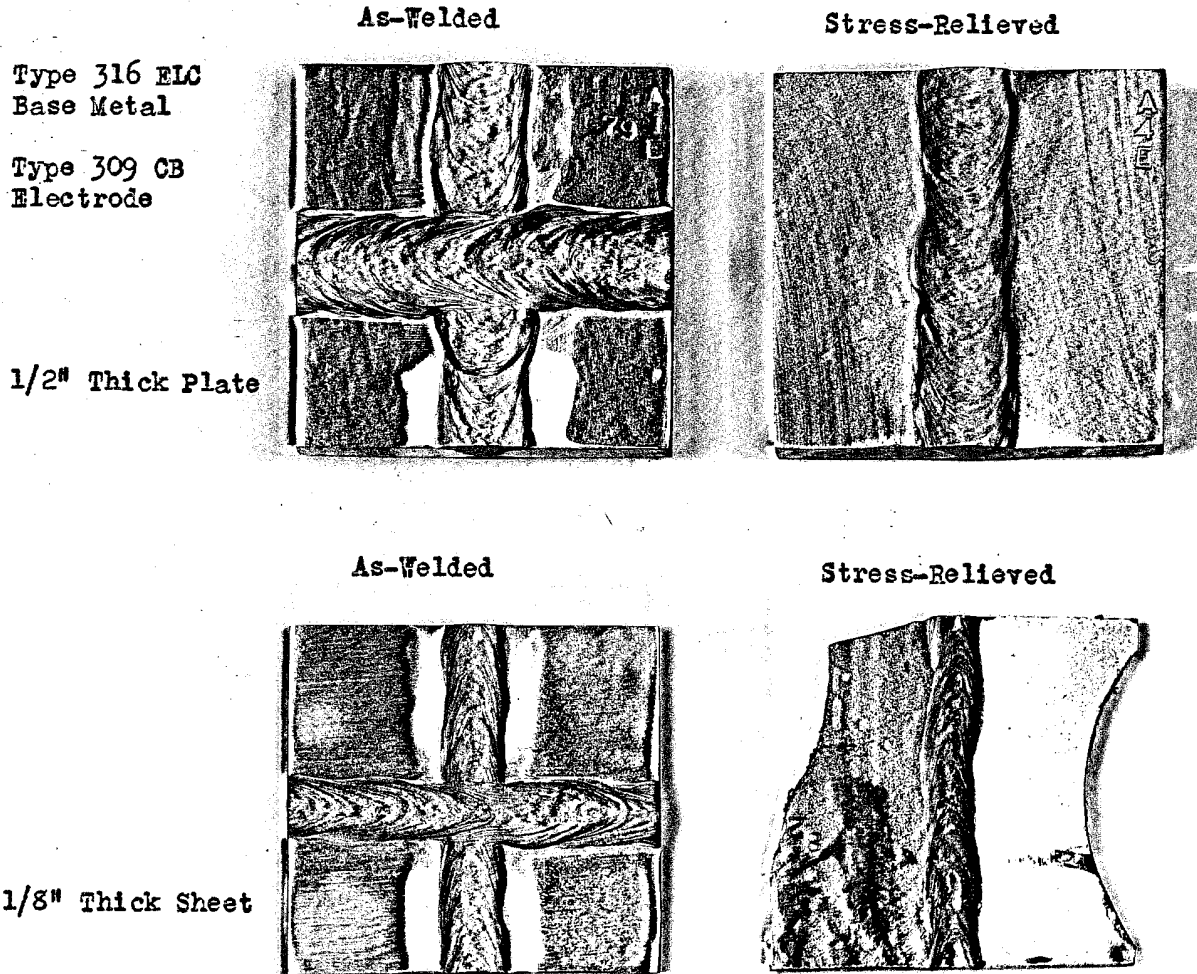 As-Welded
Stress-Relieved
Type 316 ELC
Base Metal
Type 309 CB
Electrode
79
1/2" Thick Plate
As-Welded
Stress-Relieved
1/8" Thick Sheet